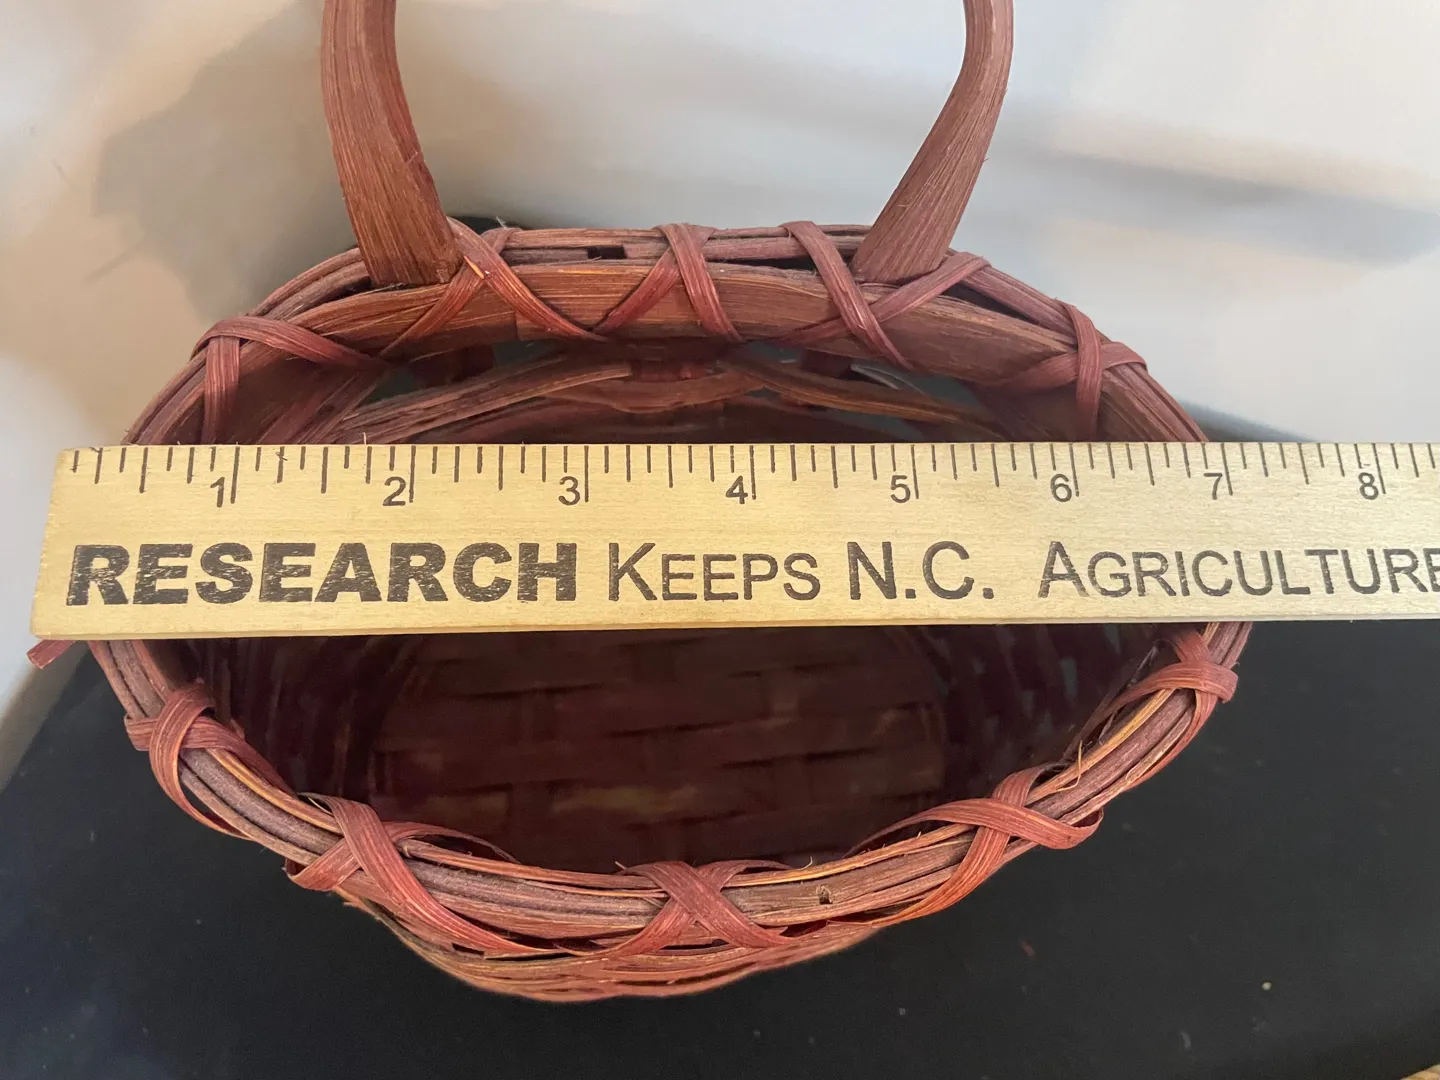 1 2 3 4 5 6 7 8
RESEARCH KEEPS N.C. AGRICULTURE